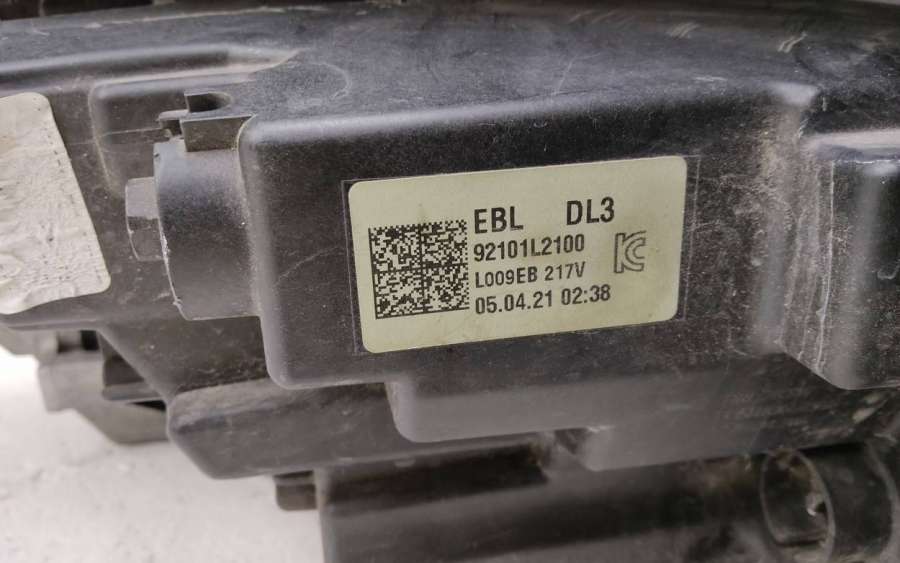 EBL DL3
92101L2100
L009EB 217V
05.04.21 02:38